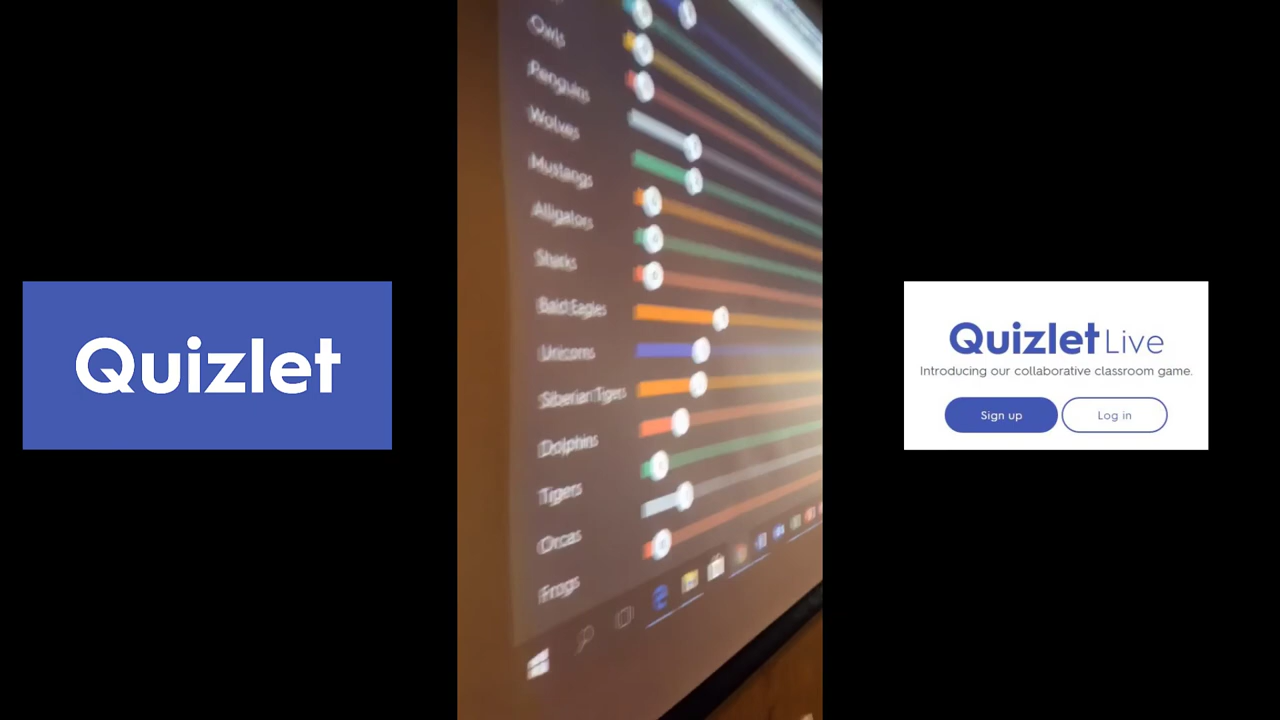 Quizlet
Owls
Penguins
Wolves
Mustangs
Alligators
Sharks
Bald Eagles
Unicorns
Siberian Tigers
Dolphins
Tigers
Orcas
Frogs
Quizlet Live
Introducing our collaborative classroom game.
Sign up
Log in